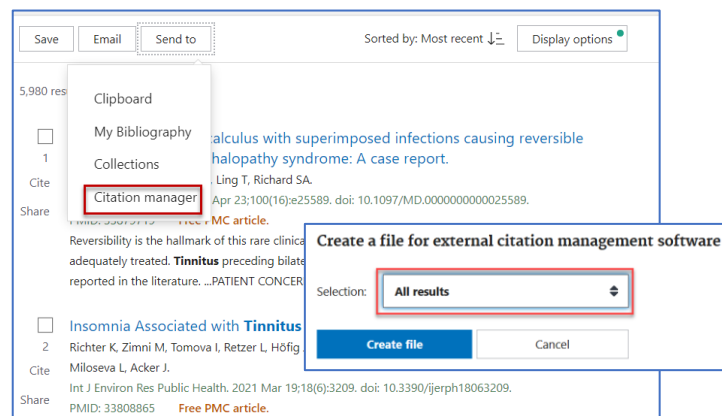 Save
Email
Send to
Sorted by: Most recent
Display options
5,980 res
Clipboard
My Bibliography
Collections
Citation manager
1
Cite
Share
alculus with superimposed infections causing reversible
halopathy syndrome: A case report.
Ling T, Richard SA.
Apr 23;100(16):e25589. doi: 10.1097/MD.0000000000025589.
Free PMC article.
Reversibility is the hallmark of this rare clinica
adequately treated. Tinnitus preceding bilate
reported in the literature. ...PATIENT CONCER
Create a file for external citation management software
Selection:
All results
Create file
Cancel
2
Cite
Share
Insomnia Associated with Tinnitus
Richter K, Zimni M, Tomova I, Retzer L, Höfig
Miloseva L, Acker J.
Int J Environ Res Public Health. 2021 Mar 19;18(6):3209. doi: 10.3390/ijerph18063209.
PMID: 33808865 Free PMC article.